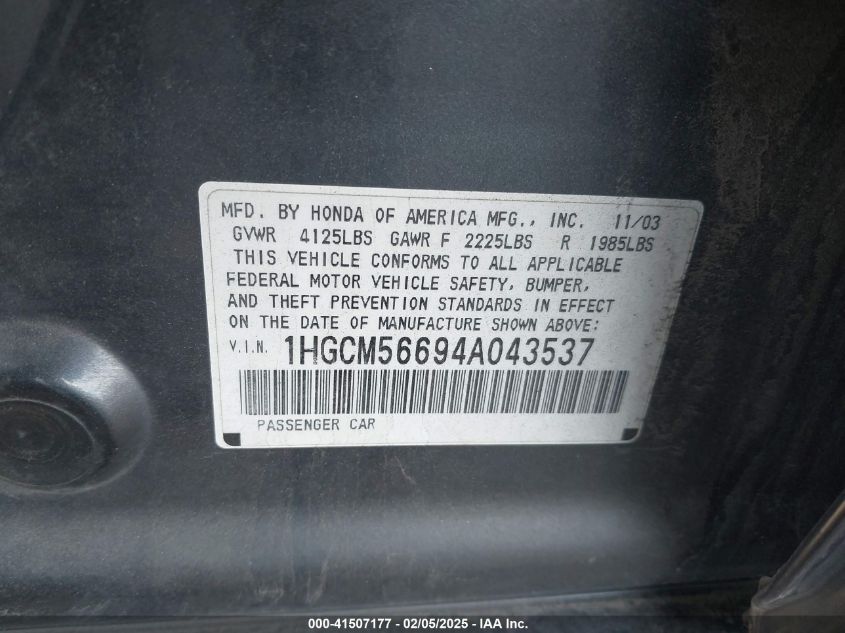 MFD. BY HONDA OF AMERICA MFG., INC. 11/03
GVWR 4125LBS GAWR F 2225LBS R 1985LBS
THIS VEHICLE CONFORMS TO ALL APPLICABLE
FEDERAL MOTOR VEHICLE SAFETY, BUMPER,
AND THEFT PREVENTION STANDARDS IN EFFECT
ON THE DATE OF MANUFACTURE SHOWN ABOVE:
V.I.N. 1HGCM56694A043537
PASSENGER CAR
000-41507177 - 02/05/2025 - IAA Inc.